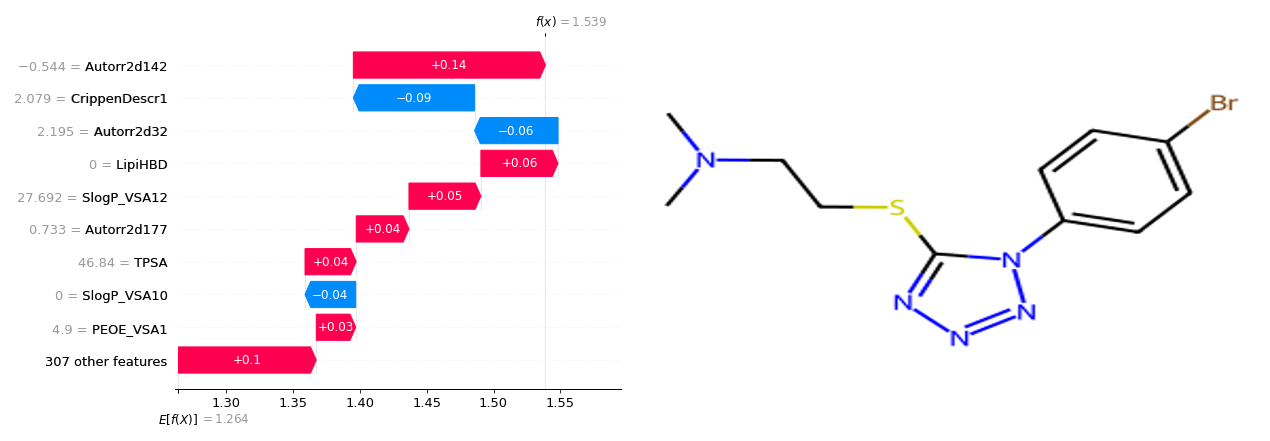 f(x) = 1.539
−0.544 = Autorr2d142 +0.14
2.079 = CrippenDescr1 −0.09
2.195 = Autorr2d32 −0.06
0 = LipiHBD +0.06
27.692 = SlogP_VSA12 +0.05
0.733 = Autorr2d177 +0.04
46.84 = TPSA +0.04
0 = SlogP_VSA10 −0.04
4.9 = PEOE_VSA1 +0.03
307 other features +0.1
1.30 1.35 1.40 1.45 1.50 1.55
E[f(X)] = 1.264
Br
N
S
N
N
N
N